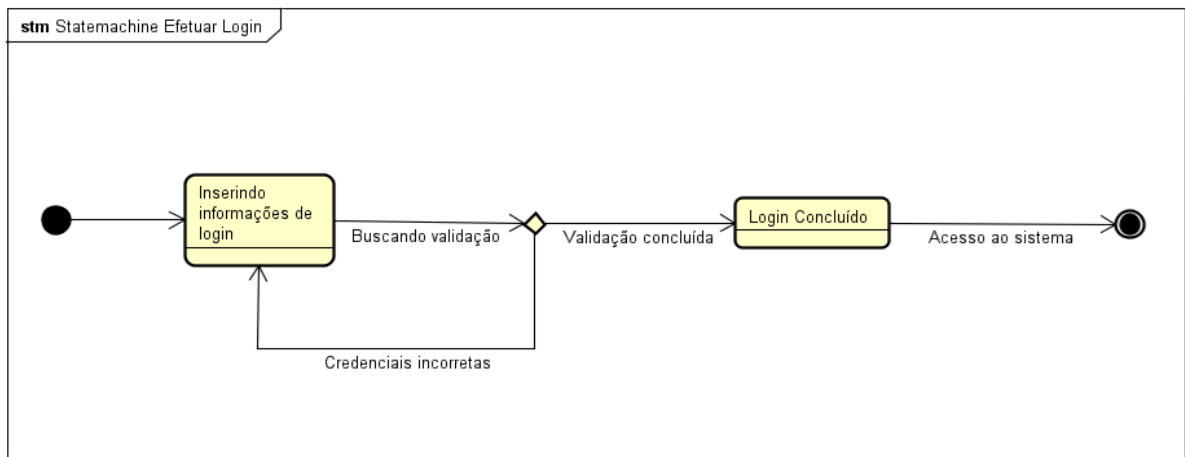 stm Statemachine Efetuar Login
Inserindo
informações de
login
Buscando validação
Validação concluída
Login Concluído
Acesso ao sistema
Credenciais incorretas